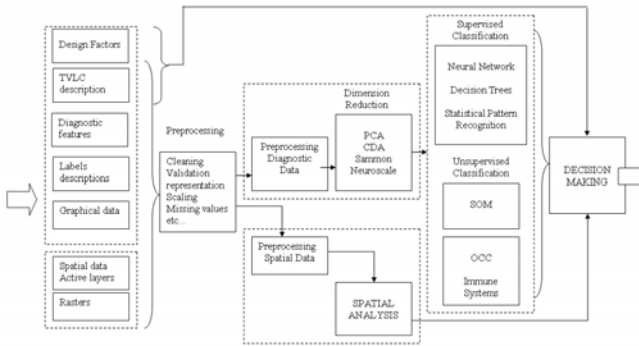 Design Factors
TVLC
description
Diagnostic
features
Labels
descriptions
Graphical data
Spatial data
Active layers
Rasters
Preprocessing
Cleaning
Validation
representation
Scaling
Missing values
etc...
Dimension
Reduction
Preprocessing
Diagnostic
Data
PCA
CDA
Sammon
Neuroscale
Preprocessing
Spatial Data
SPATIAL
ANALYSIS
Supervised
Classification
Neural Network
Decision Trees
Statistical Pattern
Recognition
Unsupervised
Classification
SOM
OCC
Immune
Systems
DECISION
MAKING